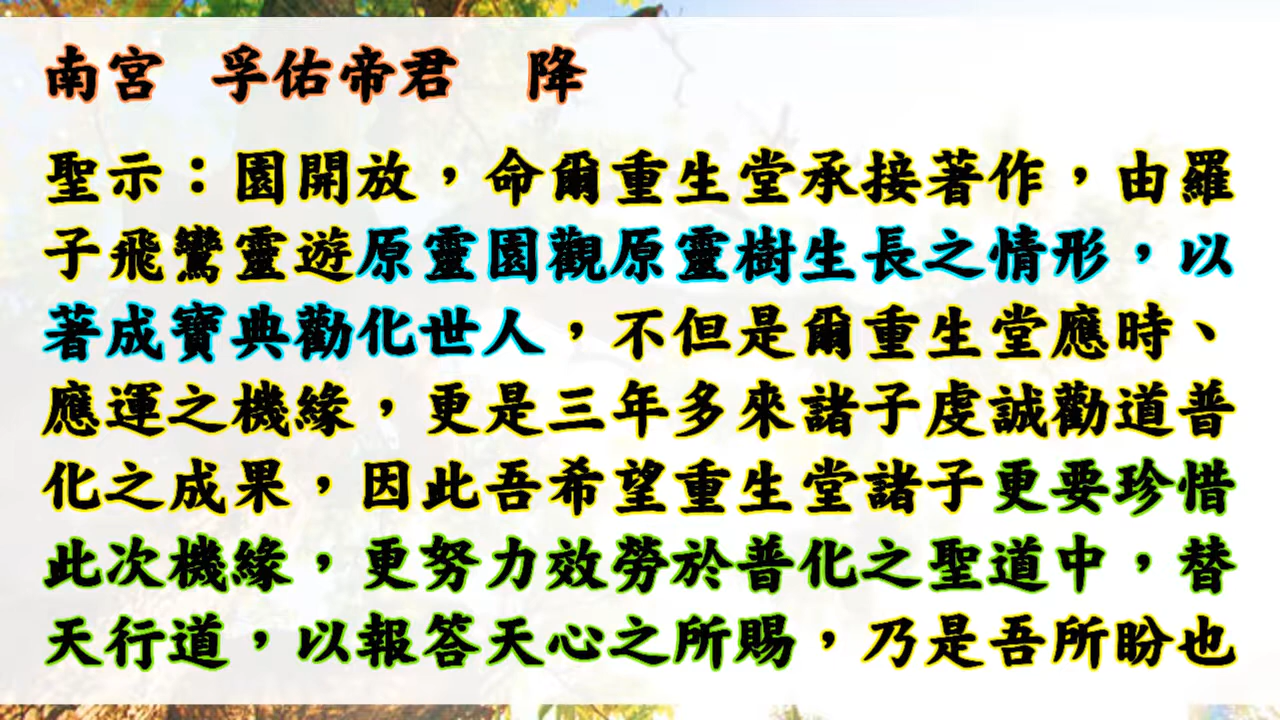 南宮 孚佑帝君 降
聖示：園開放，命爾重生堂承接著作，由羅
子飛鸞靈遊原靈園觀原靈樹生長之情形，以
著成寶典勸化世人，不但是爾重生堂應時、
應運之機緣，更是三年多來諸子虔誠勸道普
化之成果，因此吾希望重生堂諸子更要珍惜
此次機緣，更努力效勞於普化之聖道中，替
天行道，以報答天心之所賜，乃是吾所盼也